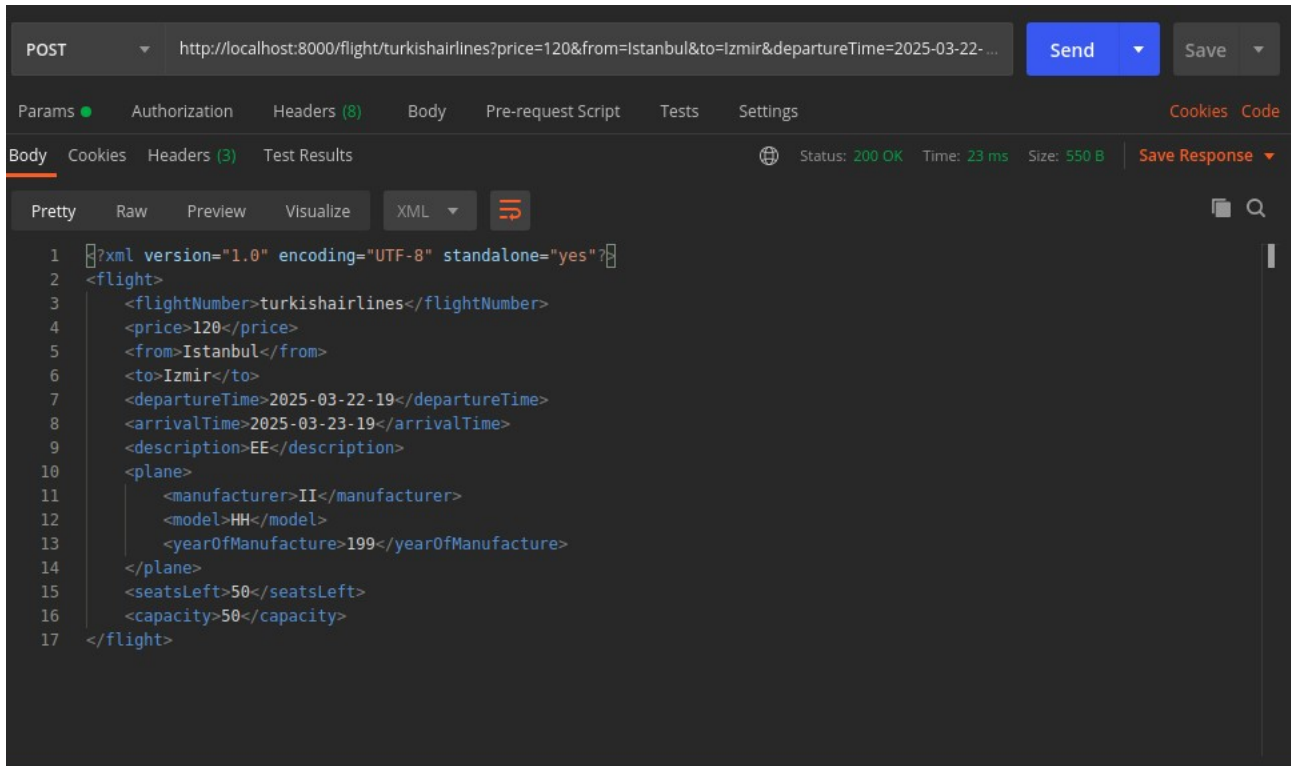 POST http://localhost:8000/flight/turkishairlines?price=120&from=Istanbul&to=Izmir&departureTime=2025-03-22- ... Send Save
Params Authorization Headers (8) Body Pre-request Script Tests Settings Cookies Code
Body Cookies Headers (3) Test Results Status: 200 OK Time: 23 ms Size: 550 B Save Response
Pretty Raw Preview Visualize XML
1 <?xml version="1.0" encoding="UTF-8" standalone="yes"?>
2 <flight>
3 <flightNumber>turkishairlines</flightNumber>
4 <price>120</price>
5 <from>Istanbul</from>
6 <to>Izmir</to>
7 <departureTime>2025-03-22-19</departureTime>
8 <arrivalTime>2025-03-23-19</arrivalTime>
9 <description>EE</description>
10 <plane>
11 <manufacturer>II</manufacturer>
12 <model>HH</model>
13 <yearOfManufacture>199</yearOfManufacture>
14 </plane>
15 <seatsLeft>50</seatsLeft>
16 <capacity>50</capacity>
17 </flight>